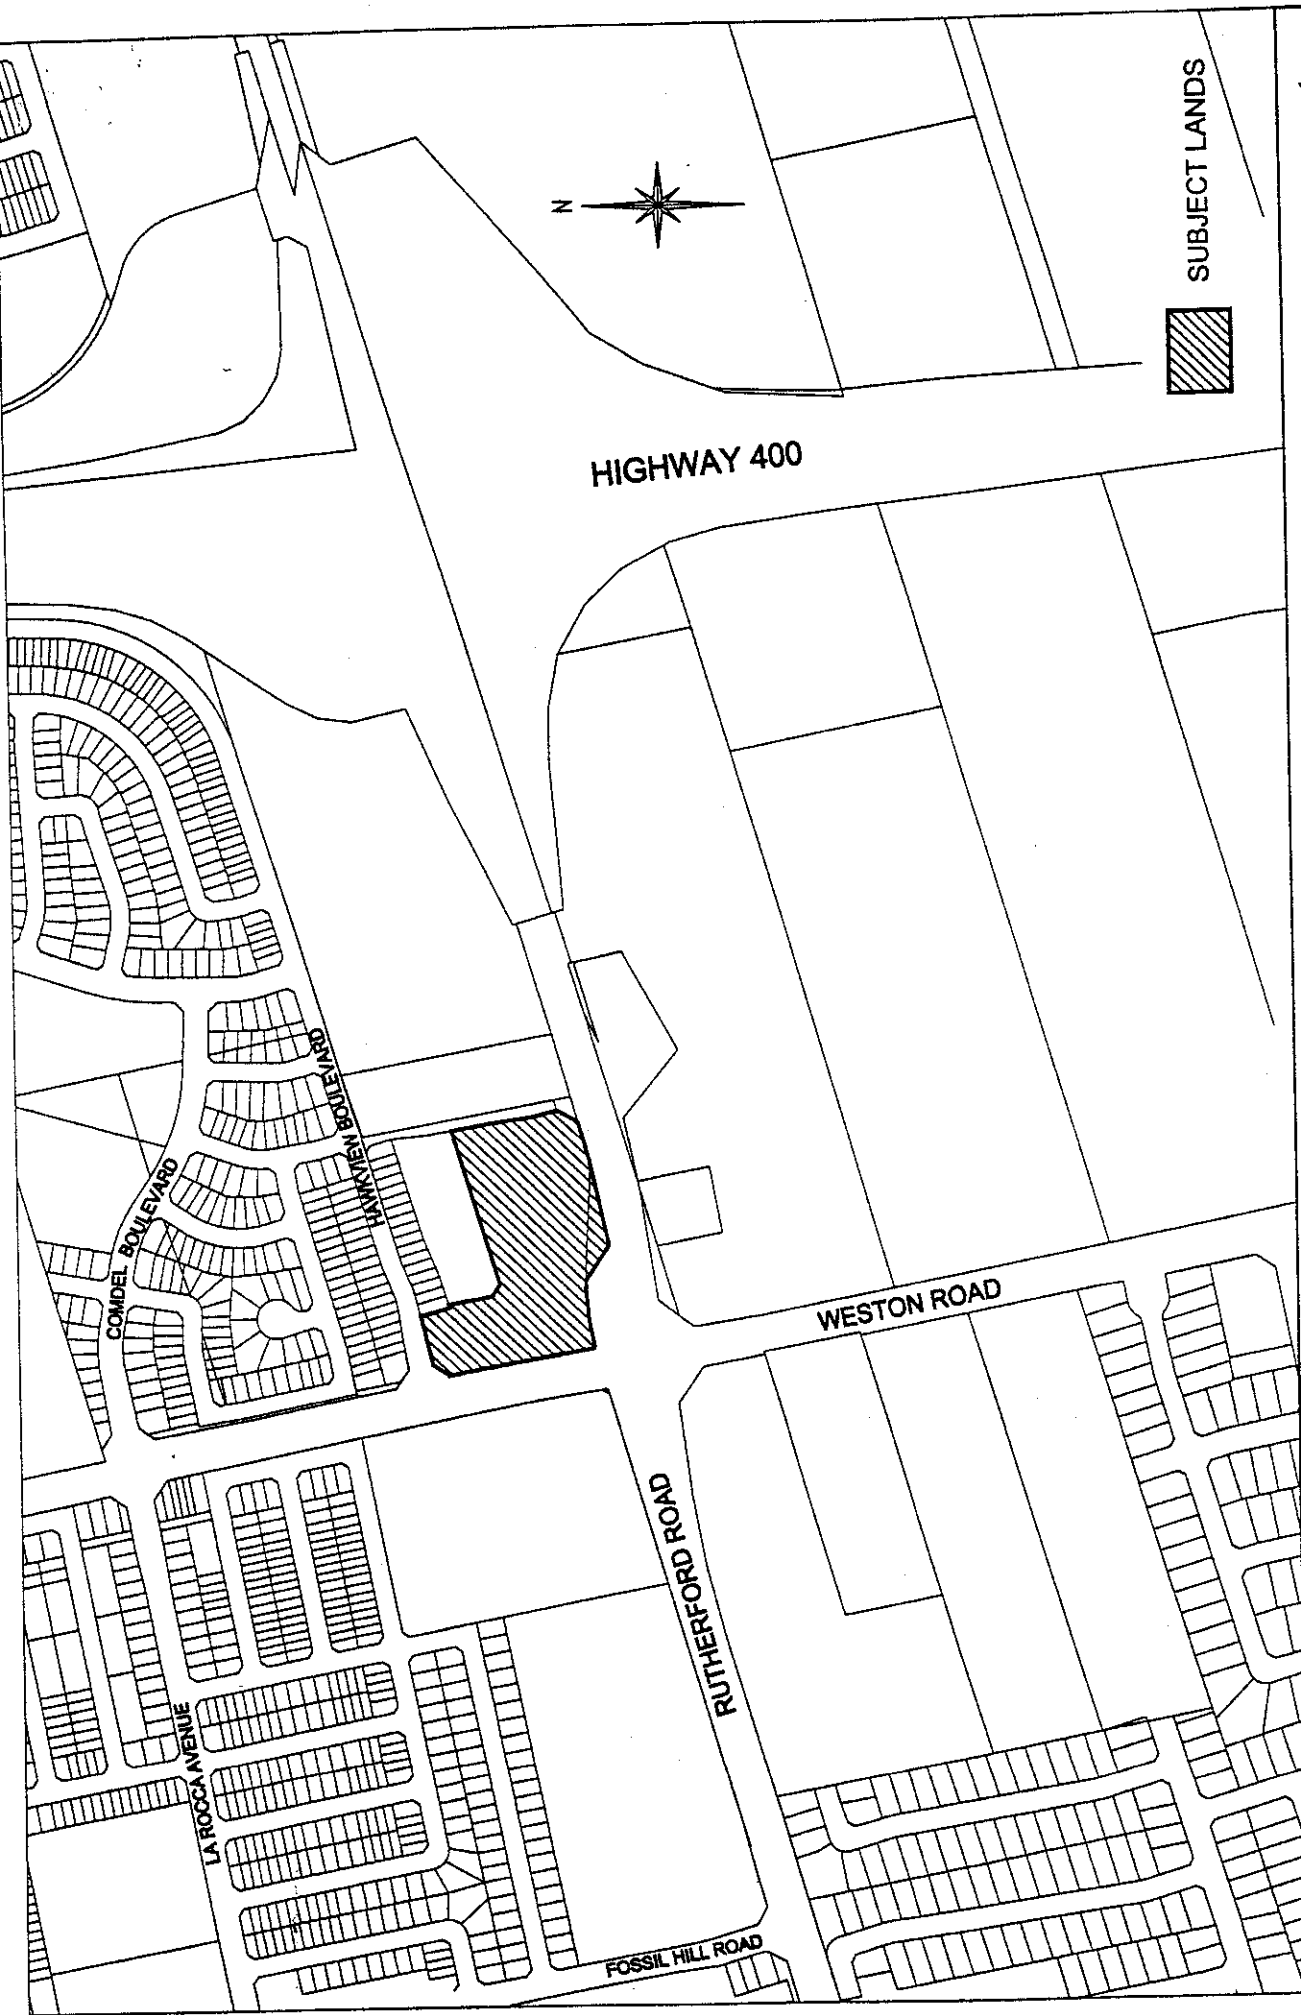 N
SUBJECT LANDS
HIGHWAY 400
HAWKVIEW BOULEVARD
COMDEL BOULEVARD
WESTON ROAD
RUTHERFORD ROAD
LA ROCCA AVENUE
FOSSIL HILL ROAD